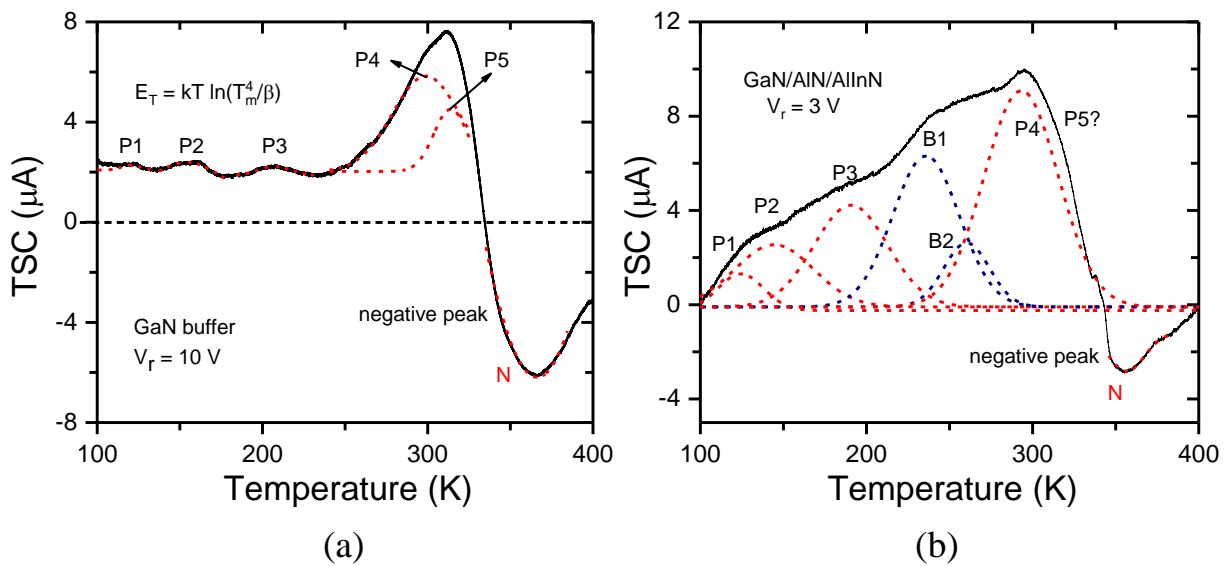 8
4
0
-4
-8
TSC (μA)
100
200
300
400
Temperature (K)
P4
P5
E_T = kT ln(T_m^4/β)
P1
P2
P3
negative peak
GaN buffer
V_r = 10 V
N
(a)
12
8
4
0
-4
TSC (μA)
100
200
300
400
Temperature (K)
GaN/AlN/AlInN
V_r = 3 V
B1
P4
P5?
P3
P2
P1
B2
negative peak
N
(b)